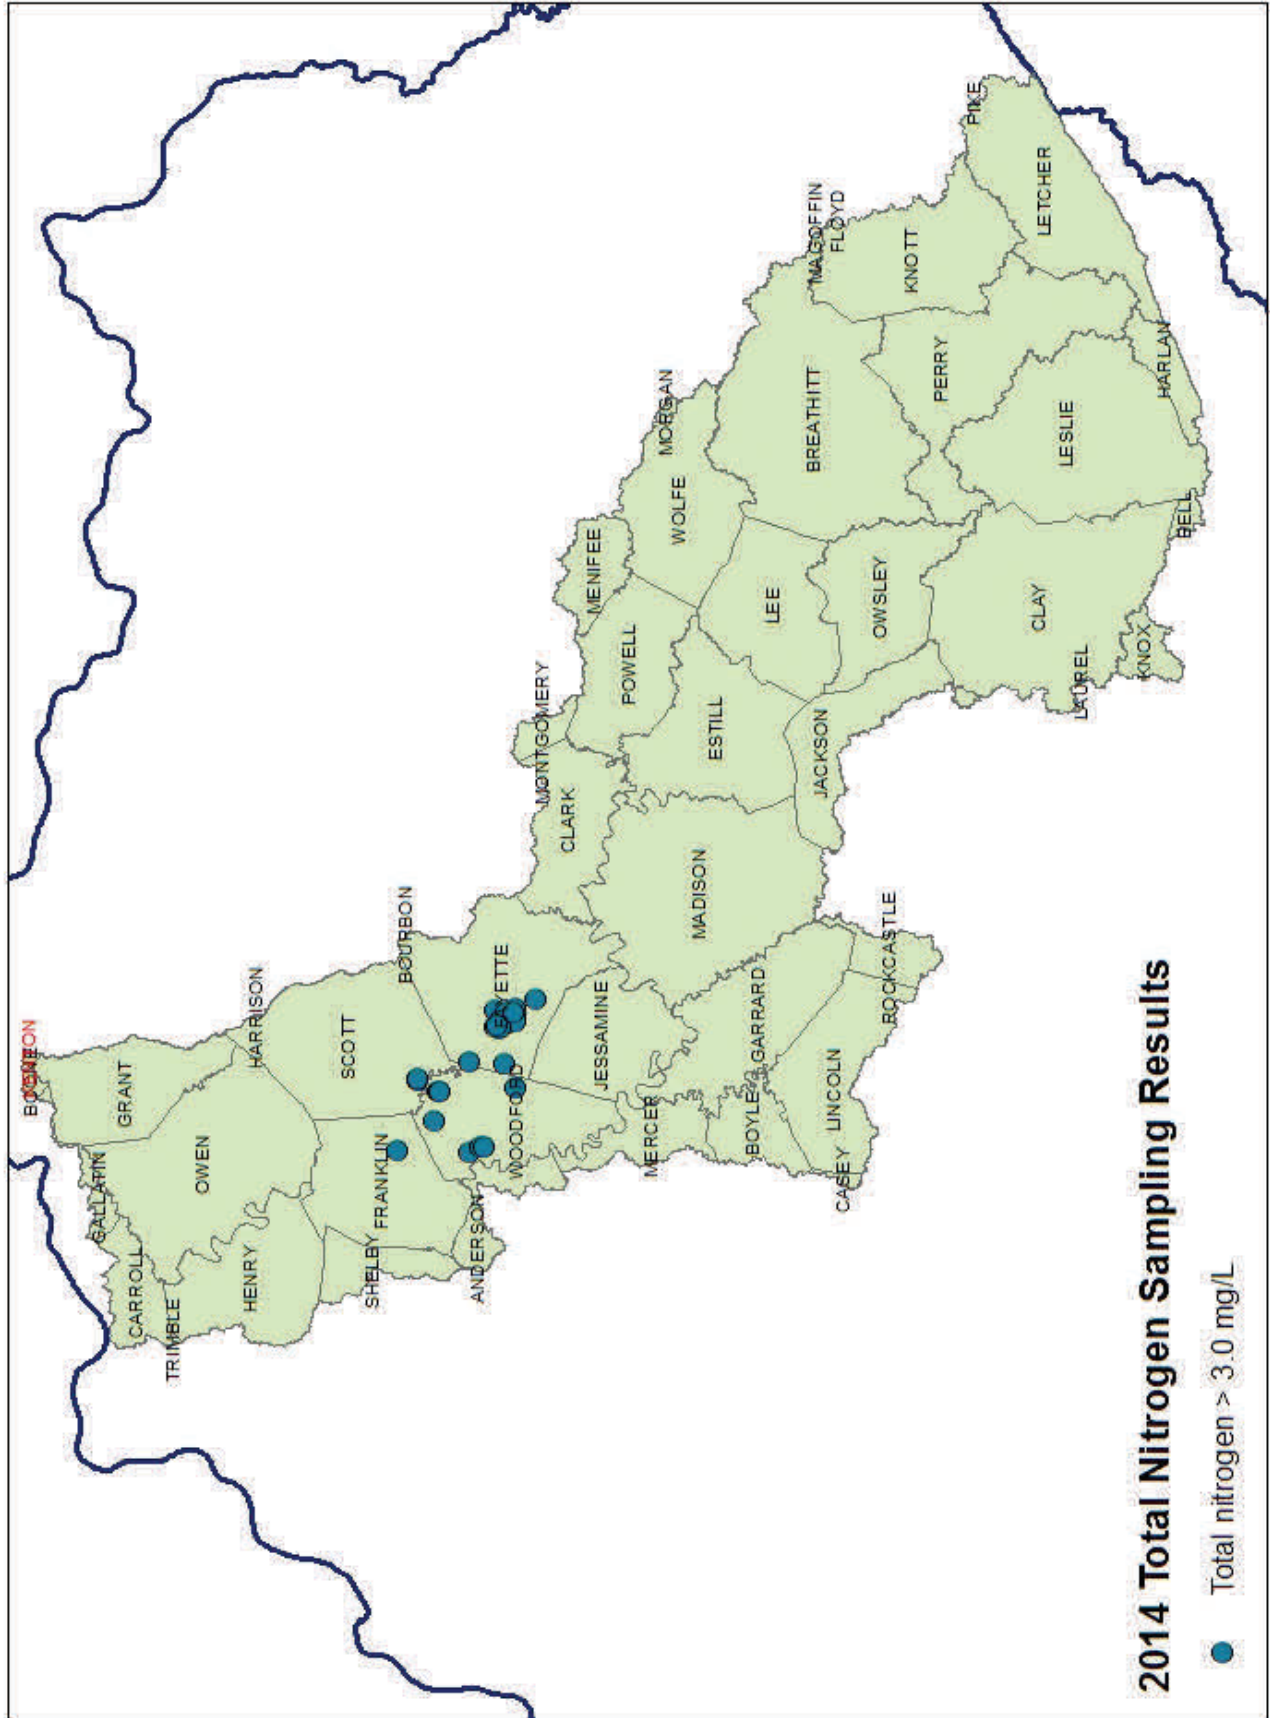 BOONE
KENTON
GALLATIN
GRANT
CARROLL
TRIMBLE
OWEN
HENRY
HARRISON
SCOTT
SHELBY
FRANKLIN
BOURBON
ANDERSON
FAYETTE
WOODFORD
MONTGOMERY
CLARK
MENIFEE
JESSAMINE
POWELL
MERCER
MORGAN
WOLFE
MADISON
ESTILL
BOYLE
GARRARD
LEE
BREATHITT
MAGOFFIN
JACKSON
LINCOLN
FLOYD
CASEY
OWSLEY
ROCKCASTLE
KNOTT
PERRY
PIKE
CLAY
LETCHER
LESLIE
LAUREL
KNOX
HARLAN
BELL
2014 Total Nitrogen Sampling Results
Total nitrogen > 3.0 mg/L